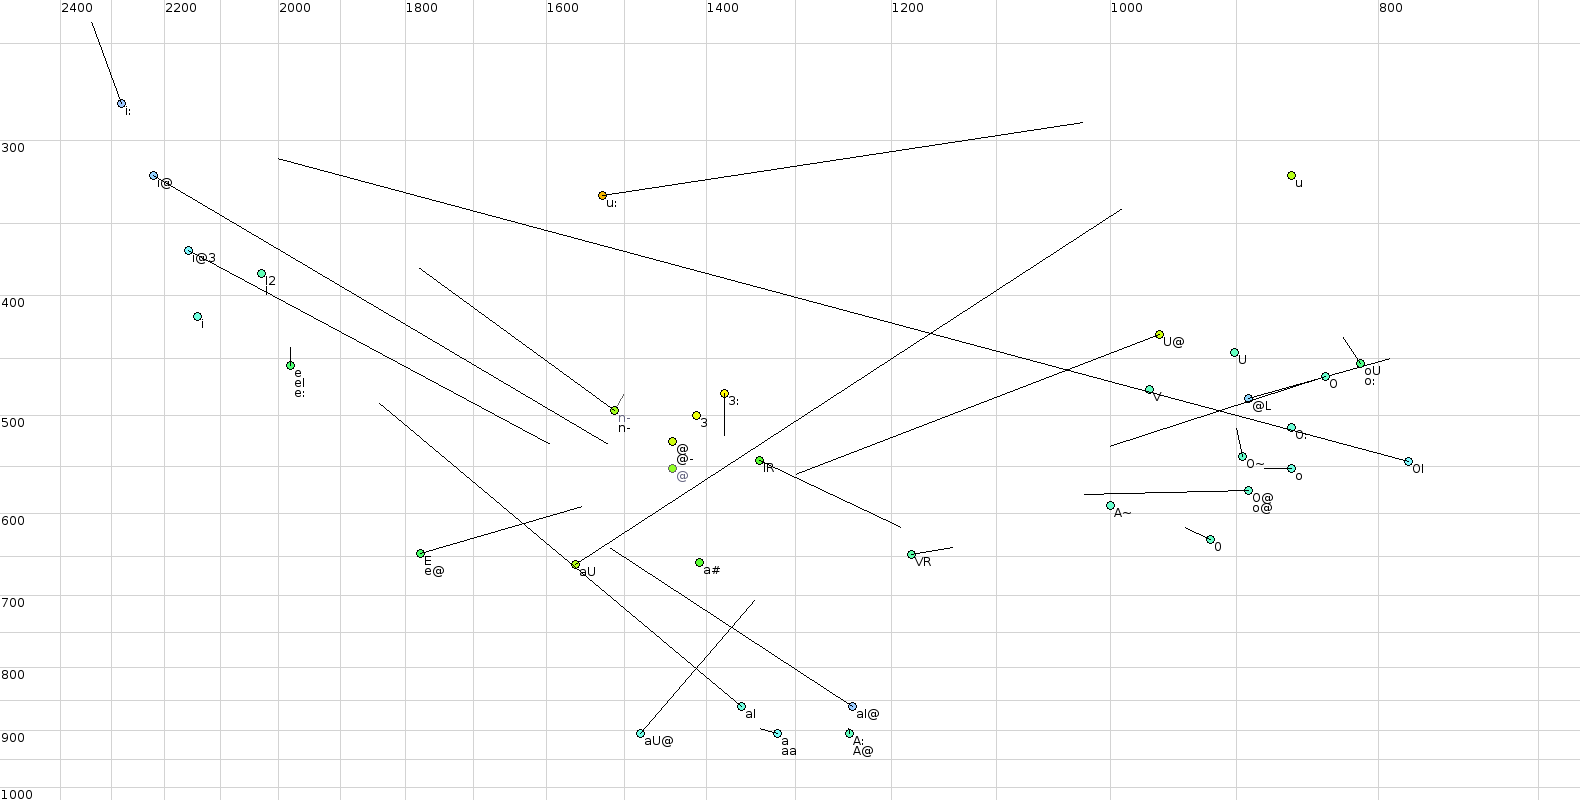 2400 2200 2000 1800 1600 1400 1200 1000 800
i:
300
i@
u
u:
i@3
I2
I
400
i
U@
U
e
eI
e:
oU
o:
O
V
@L
3:
n-
n-
3
500
O:
@
@-
@
IR
O~
OI
o
O@
o@
A~
600
0
E
e@
aU
a#
VR
700
800
aI
aI@
900
aU@
a
aa
A:
A@
1000